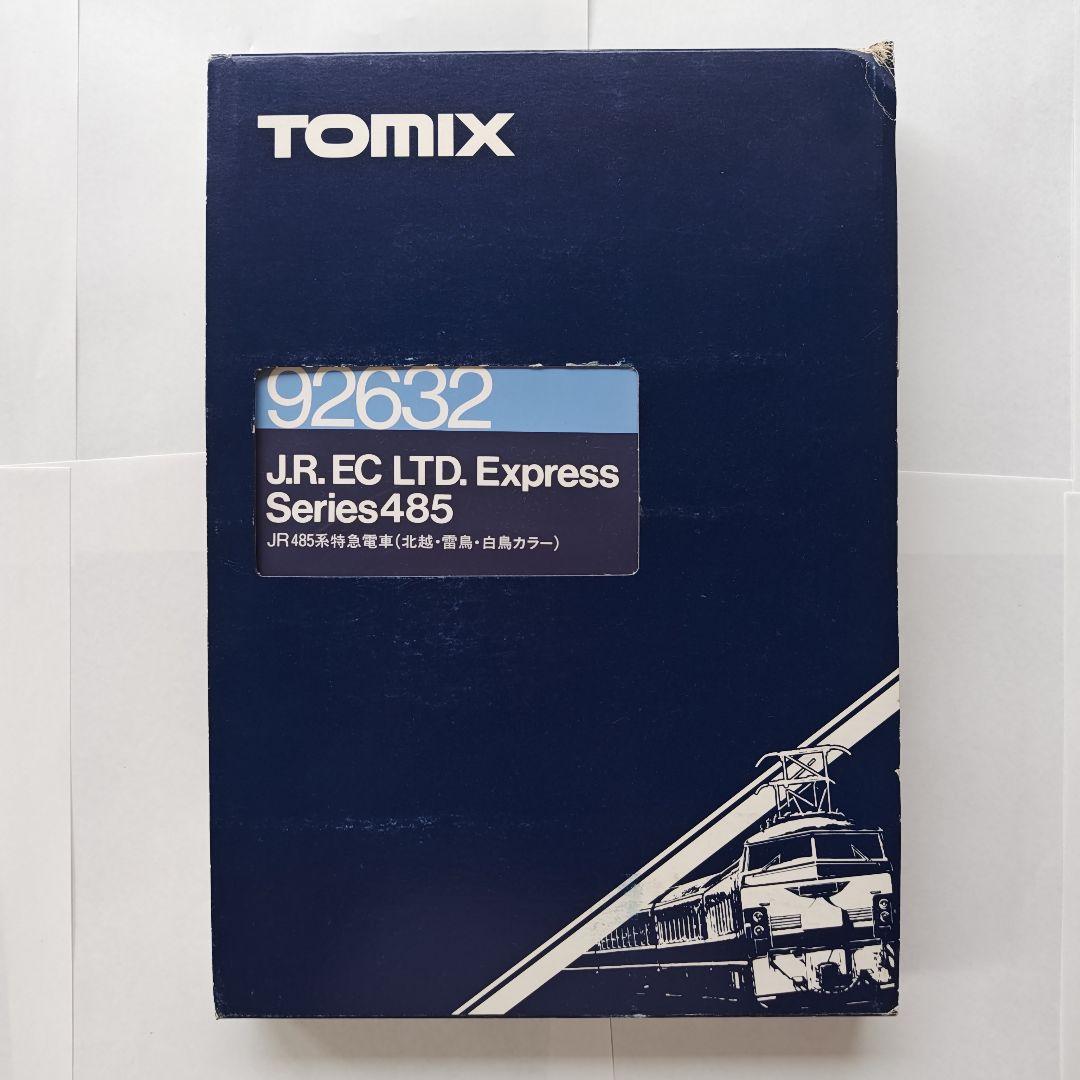 TOMIX
92632
J.R. EC LTD. Express
Series485
JR485系特急電車(北越・雷鳥・白鳥カラー)